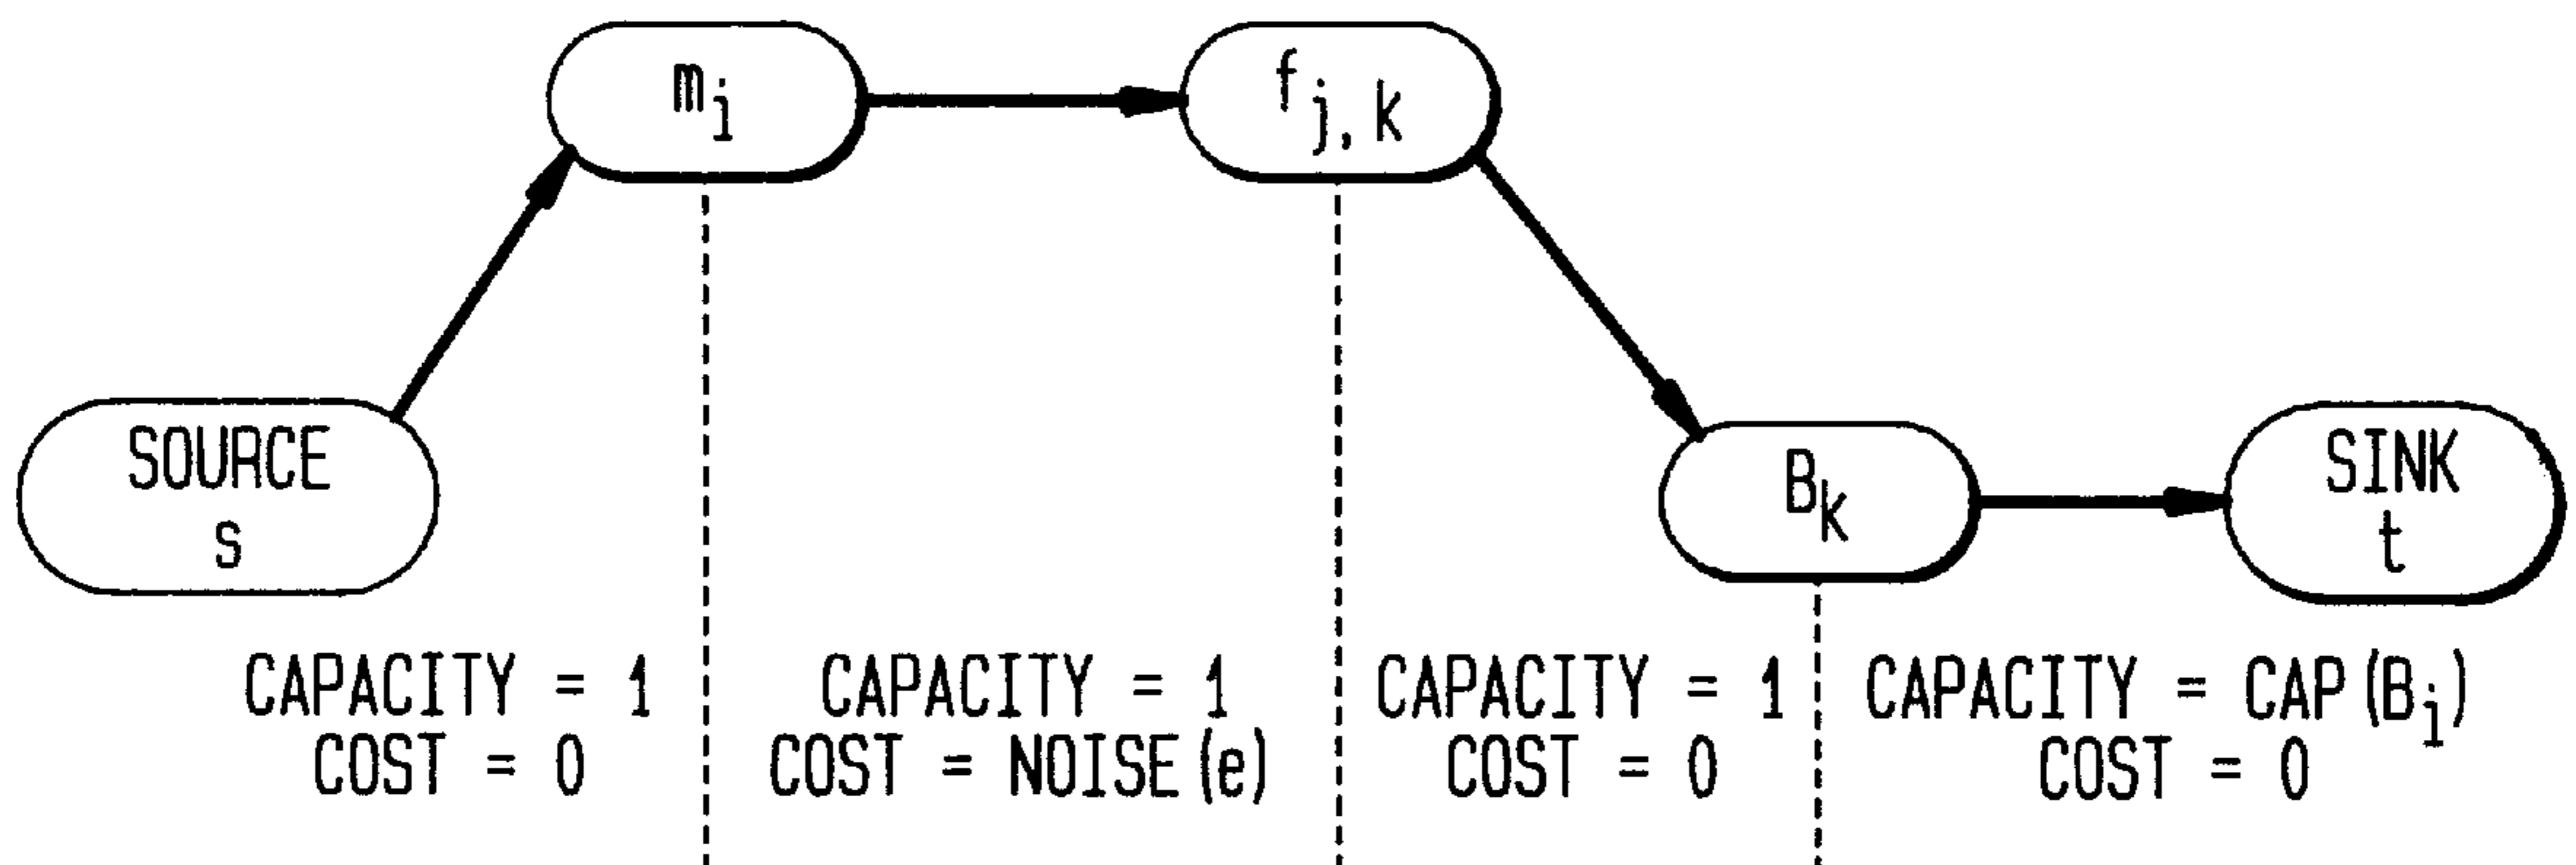 m_i
f_{j, k}
SOURCE
s
B_k
SINK
t
CAPACITY = 1
COST = 0
CAPACITY = 1
COST = NOISE(e)
CAPACITY = 1
COST = 0
CAPACITY = CAP(B_i)
COST = 0